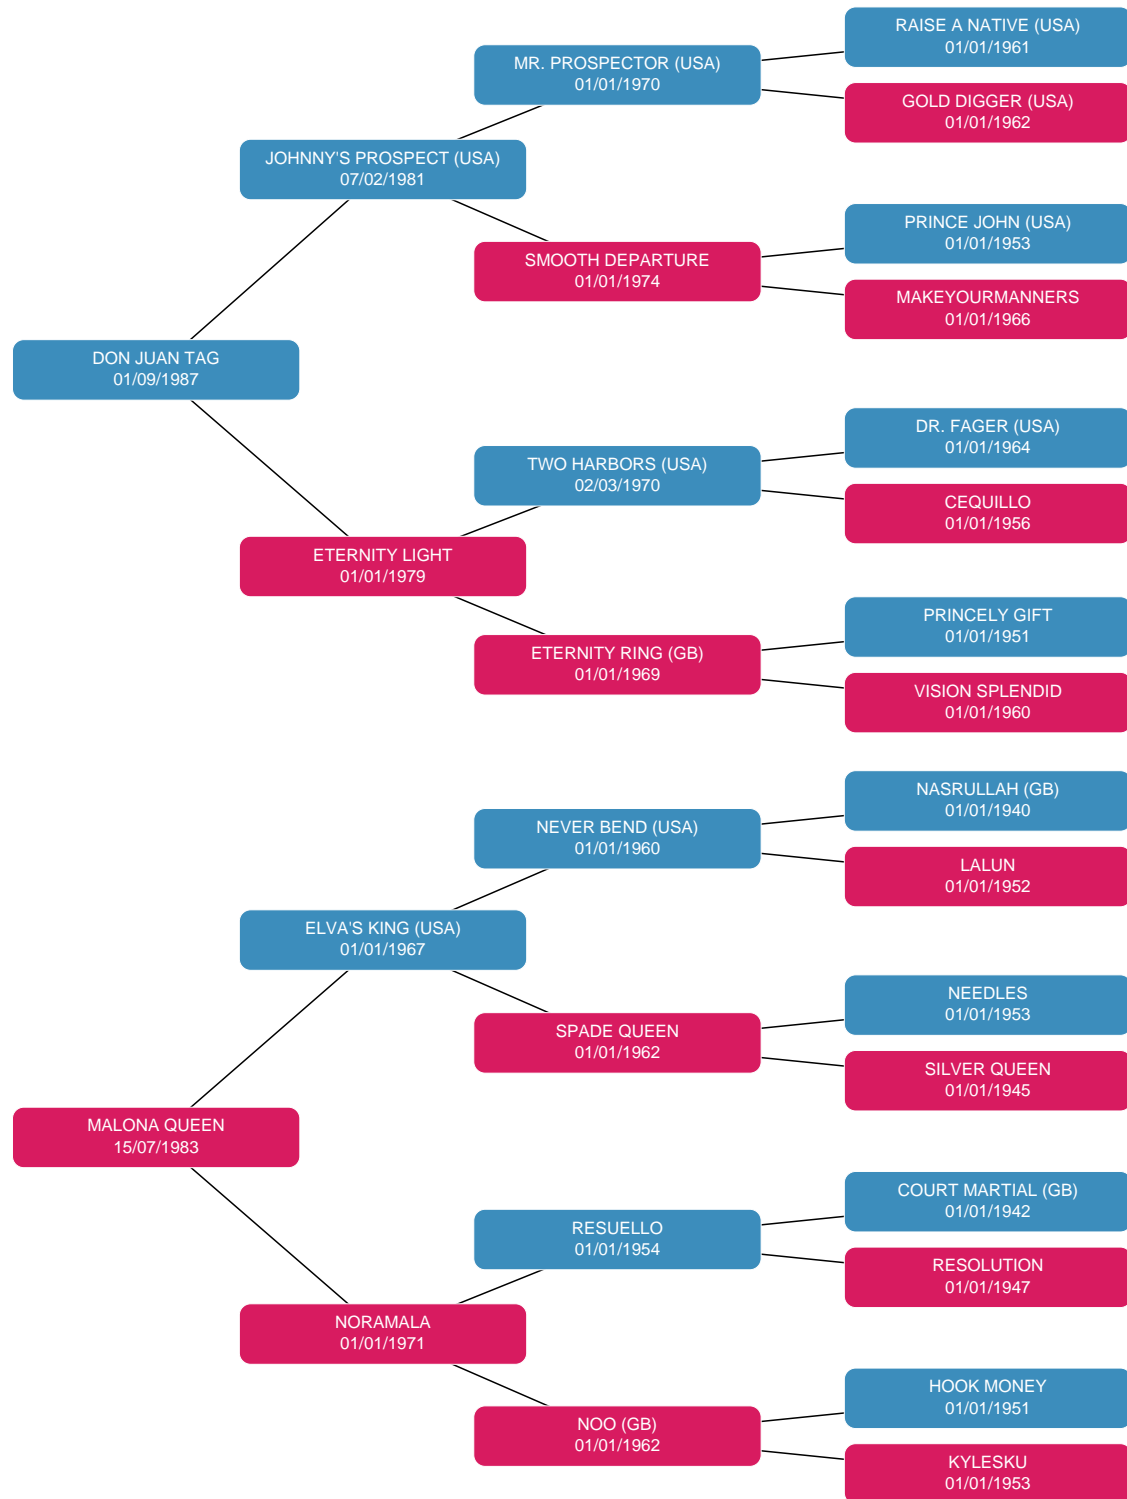 RAISE A NATIVE (USA)
01/01/1961
MR. PROSPECTOR (USA)
01/01/1970
GOLD DIGGER (USA)
01/01/1962
JOHNNY'S PROSPECT (USA)
07/02/1981
PRINCE JOHN (USA)
01/01/1953
SMOOTH DEPARTURE
01/01/1974
MAKEYOURMANNERS
01/01/1966
DON JUAN TAG
01/09/1987
DR. FAGER (USA)
01/01/1964
TWO HARBORS (USA)
02/03/1970
CEQUILLO
01/01/1956
ETERNITY LIGHT
01/01/1979
PRINCELY GIFT
01/01/1951
ETERNITY RING (GB)
01/01/1969
VISION SPLENDID
01/01/1960
NASRULLAH (GB)
01/01/1940
NEVER BEND (USA)
01/01/1960
LALUN
01/01/1952
ELVA'S KING (USA)
01/01/1967
NEEDLES
01/01/1953
SPADE QUEEN
01/01/1962
SILVER QUEEN
01/01/1945
MALONA QUEEN
15/07/1983
COURT MARTIAL (GB)
01/01/1942
RESUELLO
01/01/1954
RESOLUTION
01/01/1947
NORAMALA
01/01/1971
HOOK MONEY
01/01/1951
NOO (GB)
01/01/1962
KYLESKU
01/01/1953